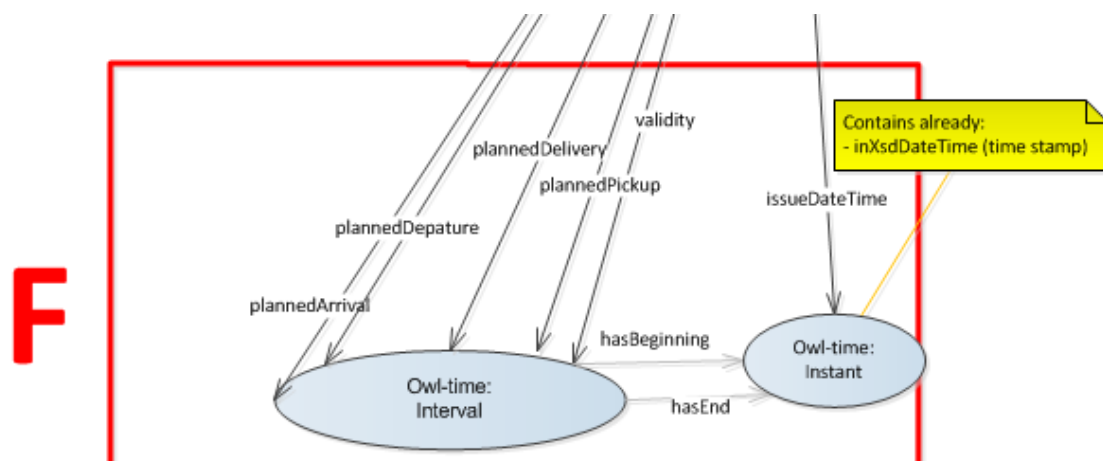 Contains already:
- inXsdDateTime (time stamp)
validity
plannedDelivery
plannedPickup
issueDateTime
plannedDepature
F
plannedArrival
hasBeginning
Owl-time:
Instant
Owl-time:
Interval
hasEnd